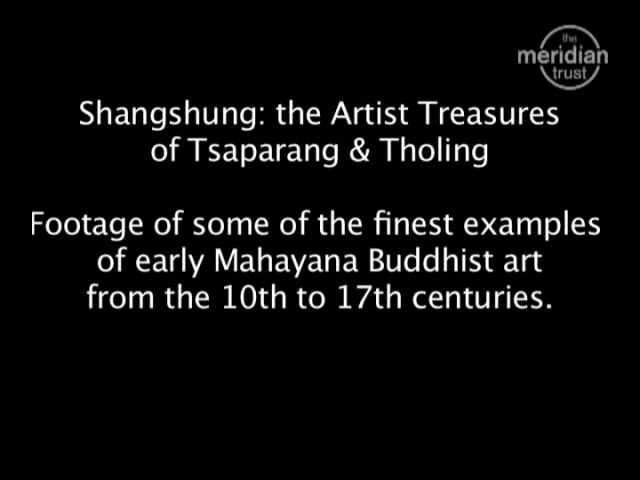 the
meridian
trust
Shangshung: the Artist Treasures
of Tsaparang & Tholing
Footage of some of the finest examples
of early Mahayana Buddhist art
from the 10th to 17th centuries.